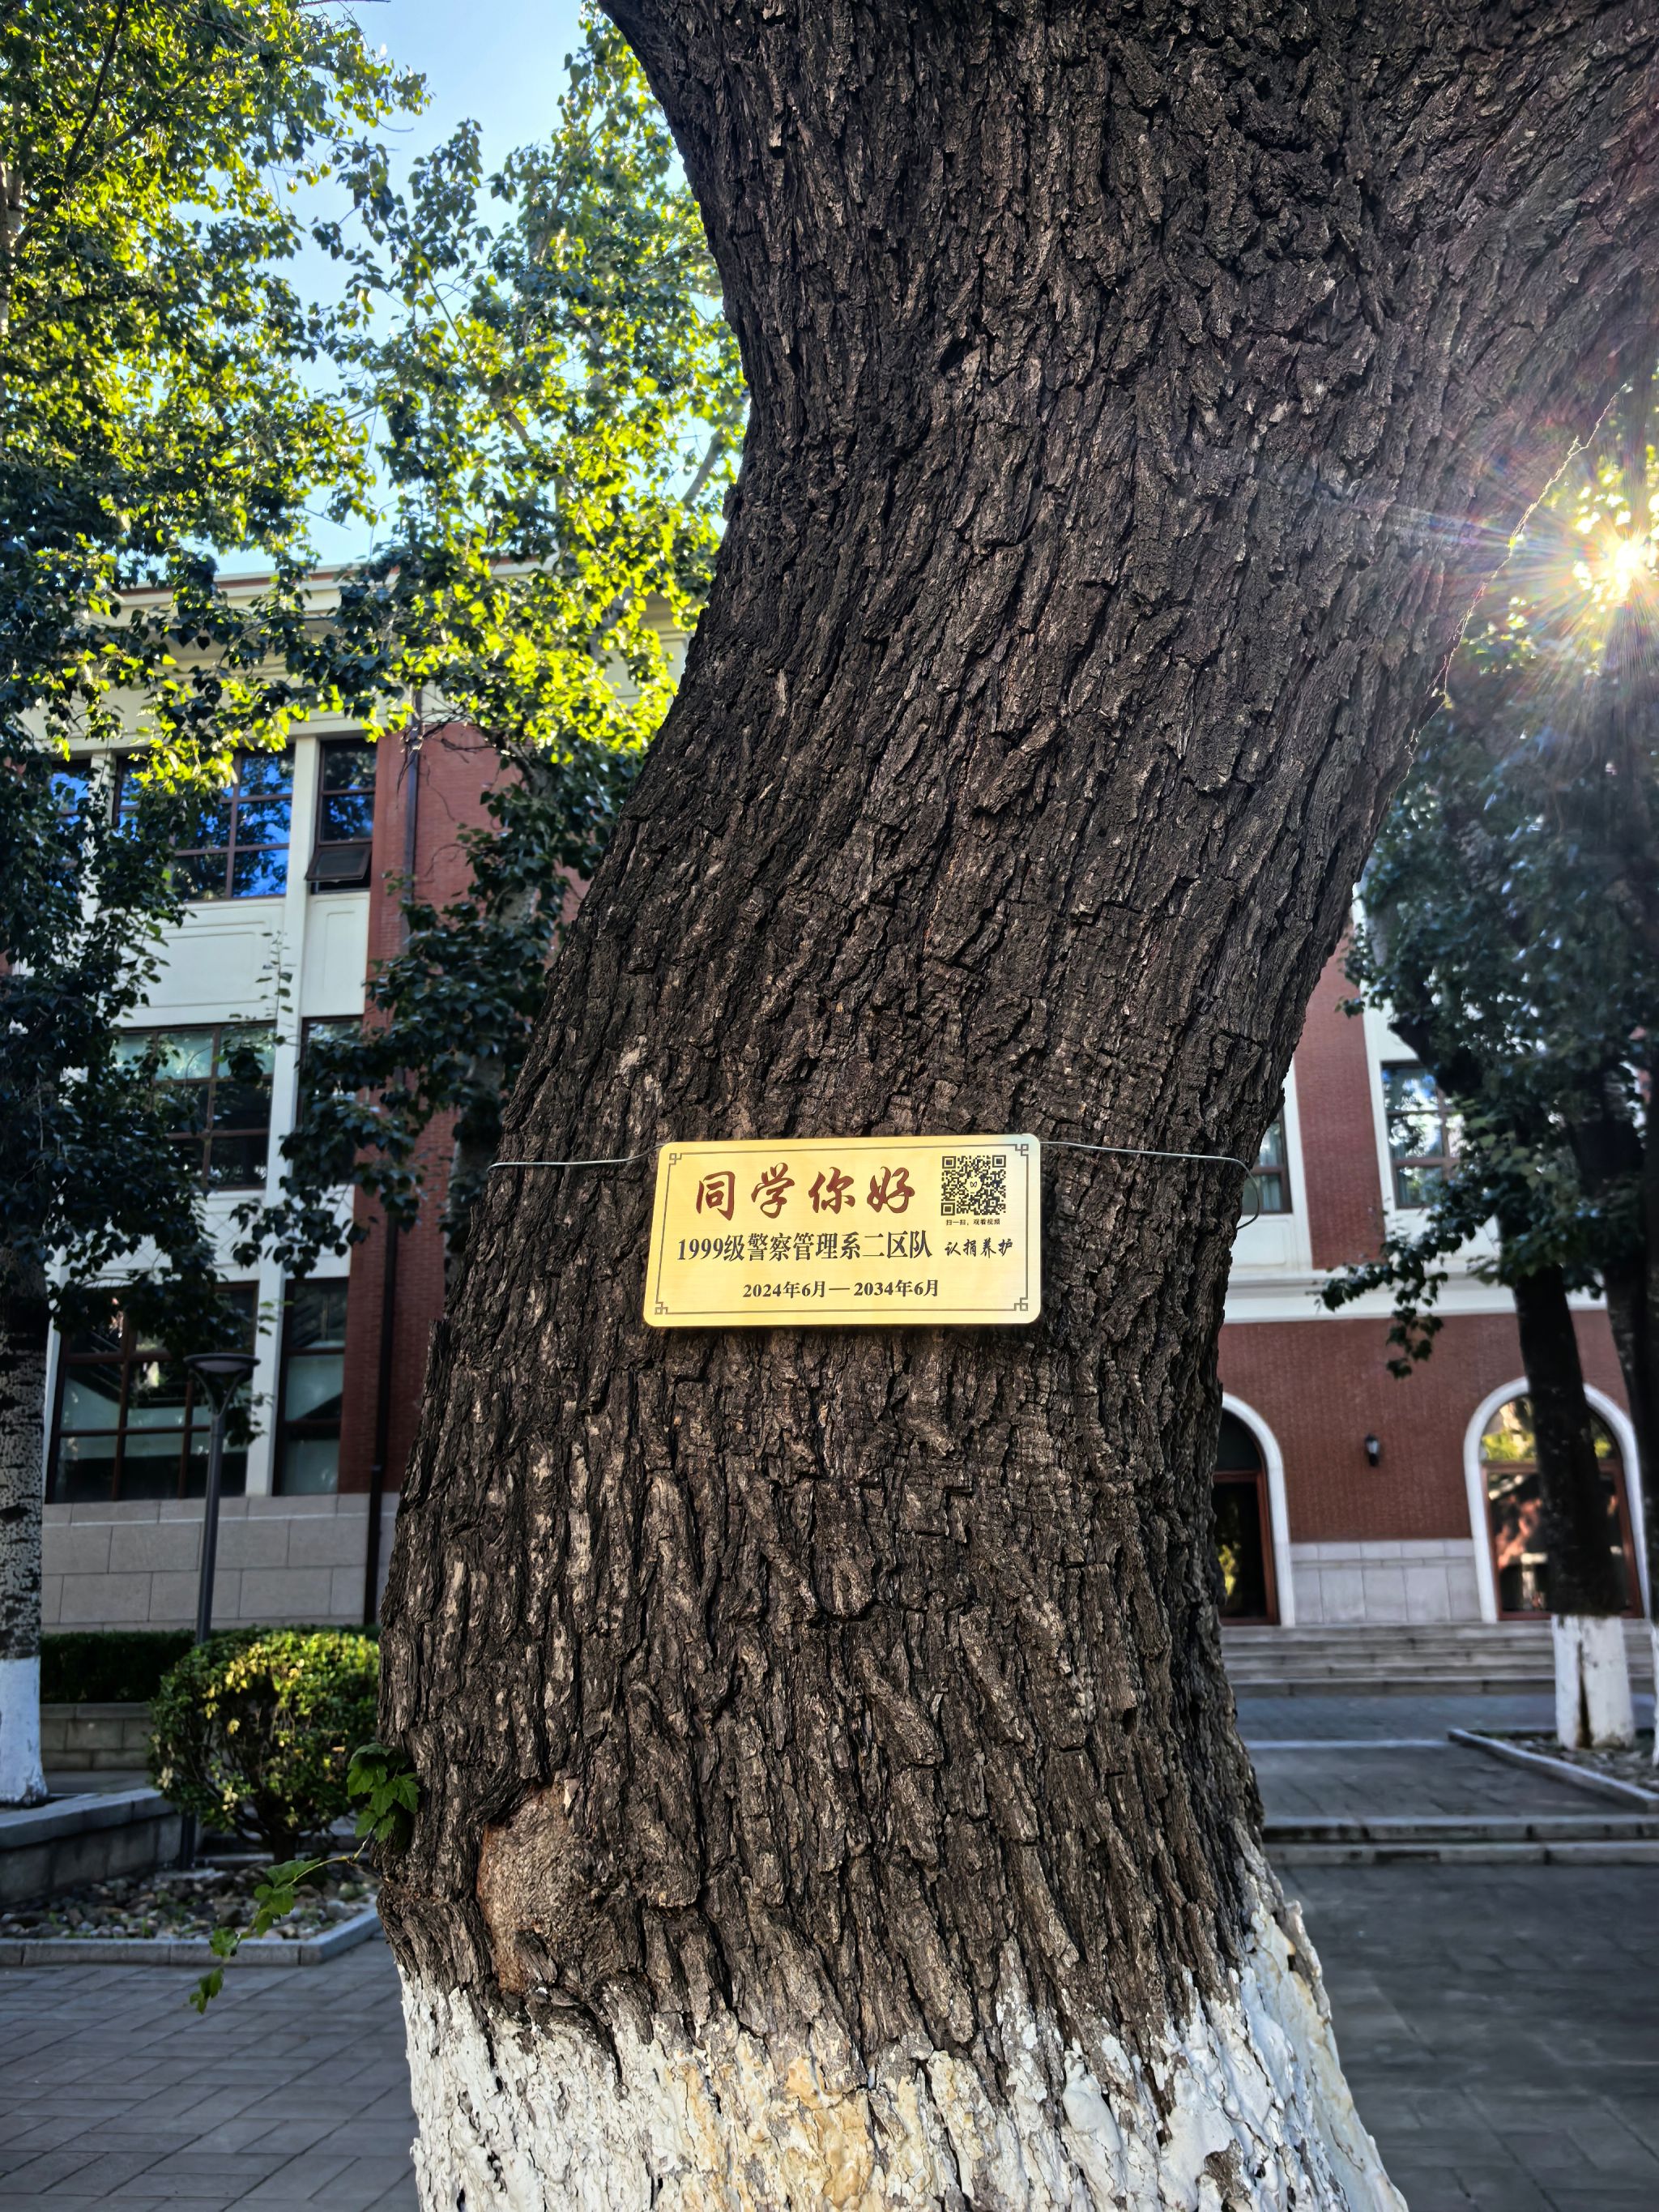 同学你好
扫一扫，观看视频
1999级警察管理系二区队 认捐养护
2024年6月—2034年6月